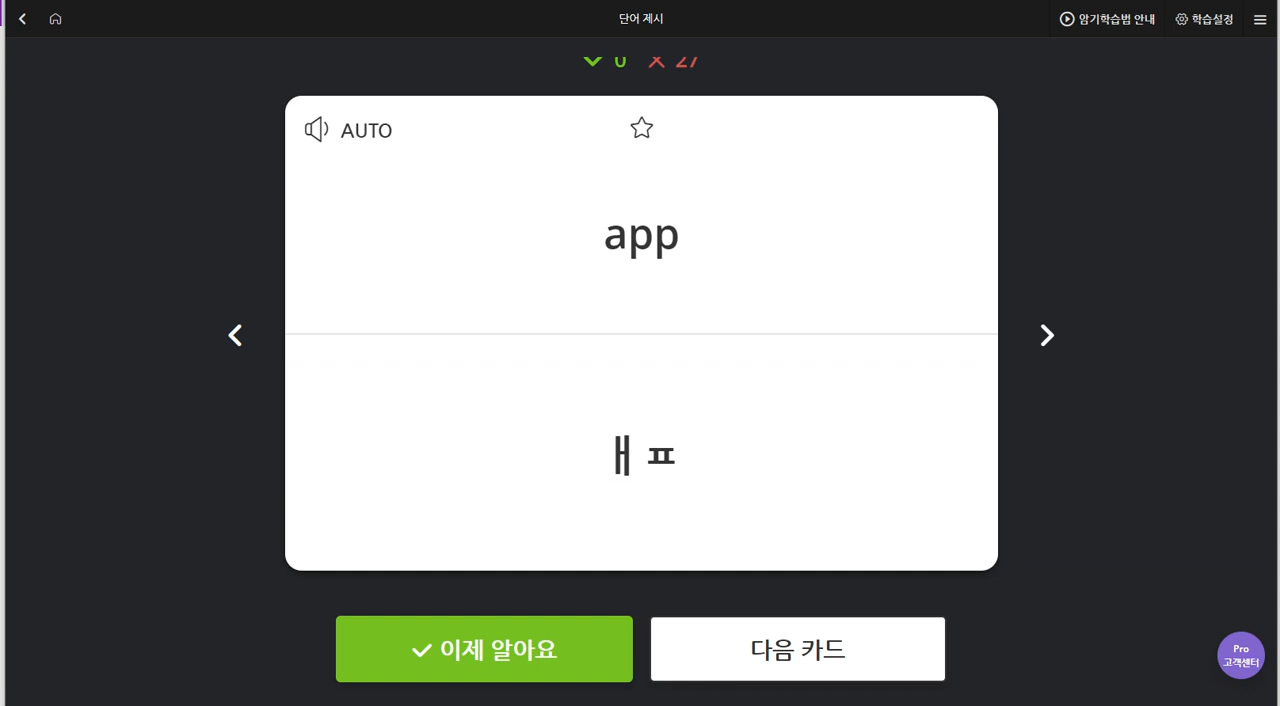 단어 제시
암기학습법 안내
학습설정
AUTO
app
ㅐ ㅍ
이제 알아요
다음 카드
Pro
고객센터